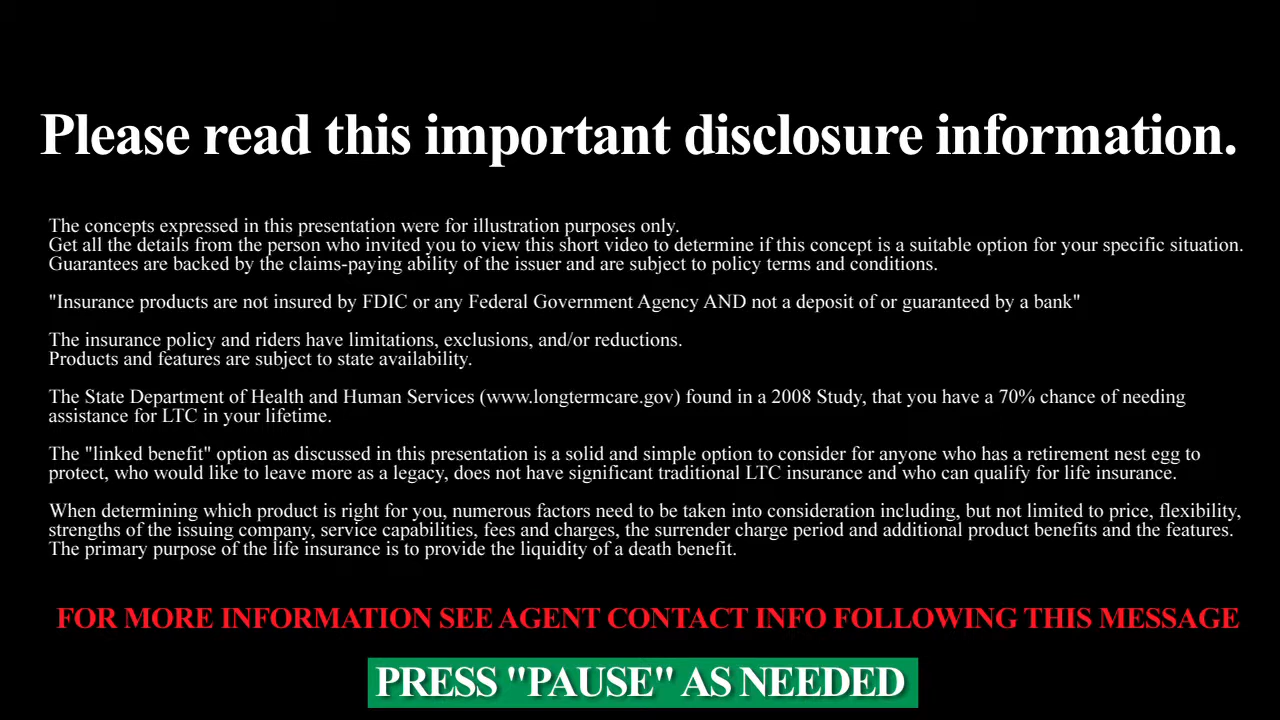 Please read this important disclosure information.
The concepts expressed in this presentation were for illustration purposes only.
Get all the details from the person who invited you to view this short video to determine if this concept is a suitable option for your specific situation.
Guarantees are backed by the claims-paying ability of the issuer and are subject to policy terms and conditions.
"Insurance products are not insured by FDIC or any Federal Government Agency AND not a deposit of or guaranteed by a bank"
The insurance policy and riders have limitations, exclusions, and/or reductions.
Products and features are subject to state availability.
The State Department of Health and Human Services (www.longtermcare.gov) found in a 2008 Study, that you have a 70% chance of needing
assistance for LTC in your lifetime.
The "linked benefit" option as discussed in this presentation is a solid and simple option to consider for anyone who has a retirement nest egg to
protect, who would like to leave more as a legacy, does not have significant traditional LTC insurance and who can qualify for life insurance.
When determining which product is right for you, numerous factors need to be taken into consideration including, but not limited to price, flexibility,
strengths of the issuing company, service capabilities, fees and charges, the surrender charge period and additional product benefits and the features.
The primary purpose of the life insurance is to provide the liquidity of a death benefit.
FOR MORE INFORMATION SEE AGENT CONTACT INFO FOLLOWING THIS MESSAGE
PRESS "PAUSE" AS NEEDED